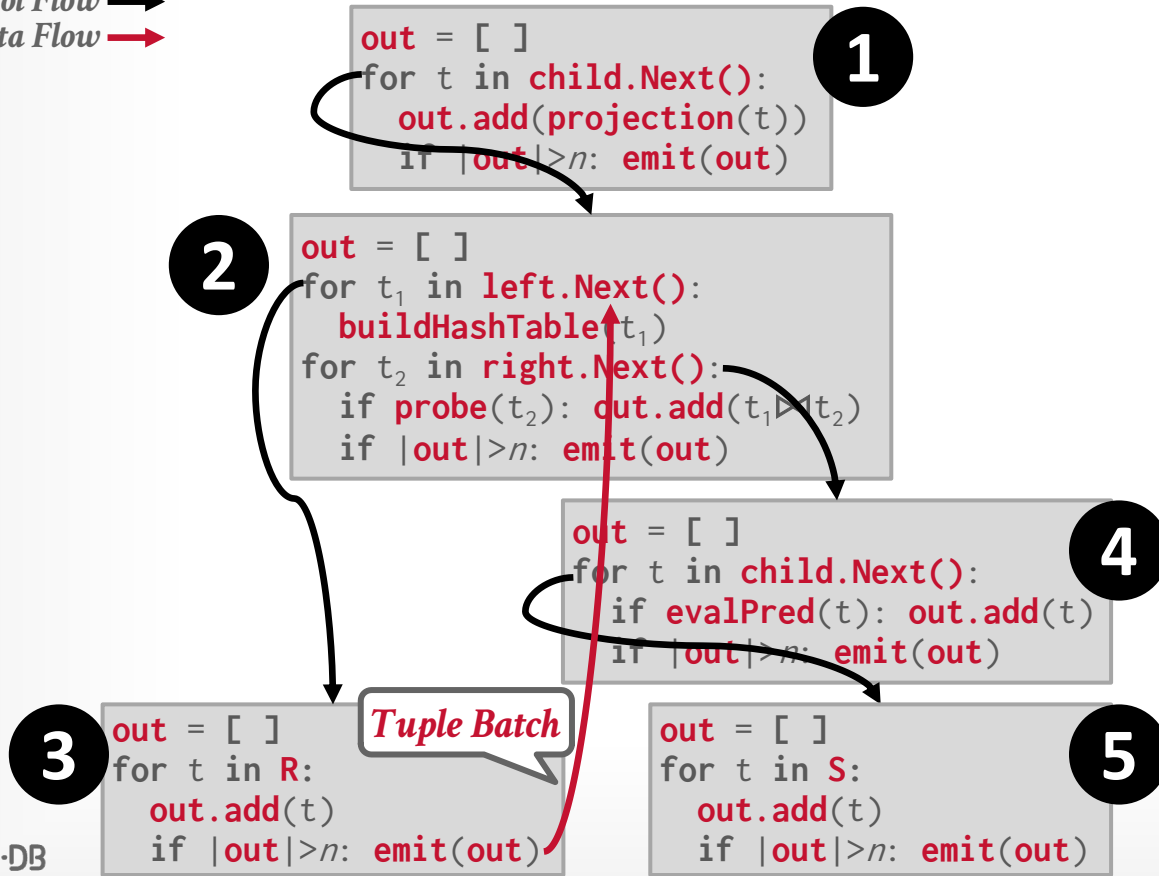 ol Flow
ta Flow
out = [ ]
for t in child.Next():
out.add(projection(t))
if |out|>n: emit(out)
1
2
out = [ ]
for t₁ in left.Next():
buildHashTable(t₁)
for t₂ in right.Next():
if probe(t₂): out.add(t₁⨝t₂)
if |out|>n: emit(out)
out = [ ]
for t in child.Next():
if evalPred(t): out.add(t)
if |out|>n: emit(out)
4
3
out = [ ]
for t in R:
out.add(t)
if |out|>n: emit(out)
Tuple Batch
out = [ ]
for t in S:
out.add(t)
if |out|>n: emit(out)
5
·DB